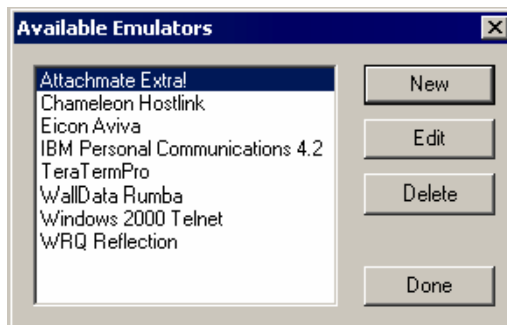 Available Emulators
Attachmate Extra!
Chameleon Hostlink
Eicon Aviva
IBM Personal Communications 4.2
TeraTermPro
WallData Rumba
Windows 2000 Telnet
WRQ Reflection
New
Edit
Delete
Done